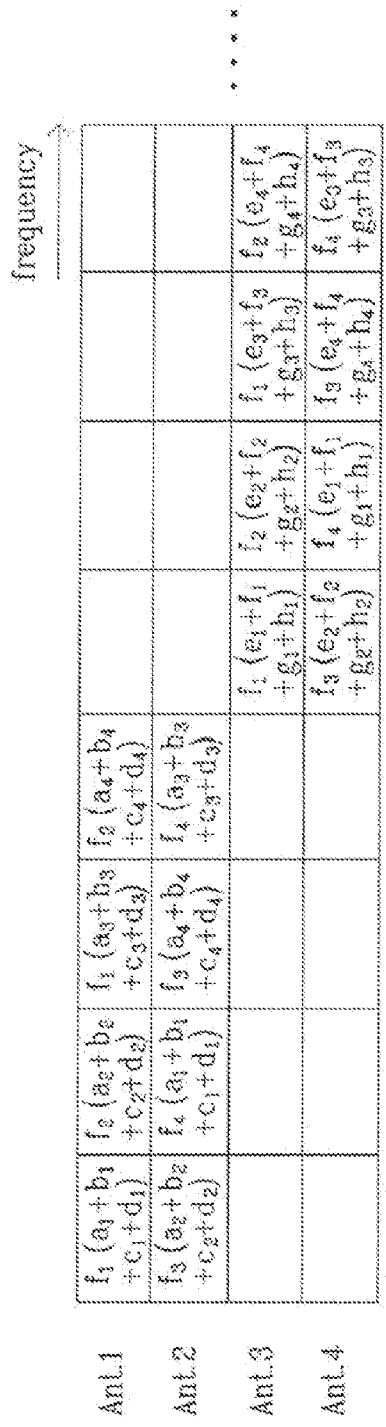 frequency
Ant.1
f₁ (a₁+b₁
+c₁+d₁)
f₂ (a₂+b₂
+c₂+d₂)
f₁ (a₃+b₃
+c₃+d₃)
f₂ (a₄+b₄
+c₄+d₄)
Ant.2
f₃ (a₂+b₂
+c₂+d₂)
f₄ (a₁+b₁
+c₁+d₁)
f₃ (a₄+b₄
+c₄+d₄)
f₄ (a₃+b₃
+c₃+d₃)
Ant.3
f₁ (e₁+f₁
+g₁+h₁)
f₂ (e₂+f₂
+g₂+h₂)
f₁ (e₃+f₃
+g₃+h₃)
f₂ (e₄+f₄
+g₄+h₄)
Ant.4
f₃ (e₂+f₂
+g₂+h₂)
f₄ (e₁+f₁
+g₁+h₁)
f₃ (e₄+f₄
+g₄+h₄)
f₄ (e₃+f₃
+g₃+h₃)